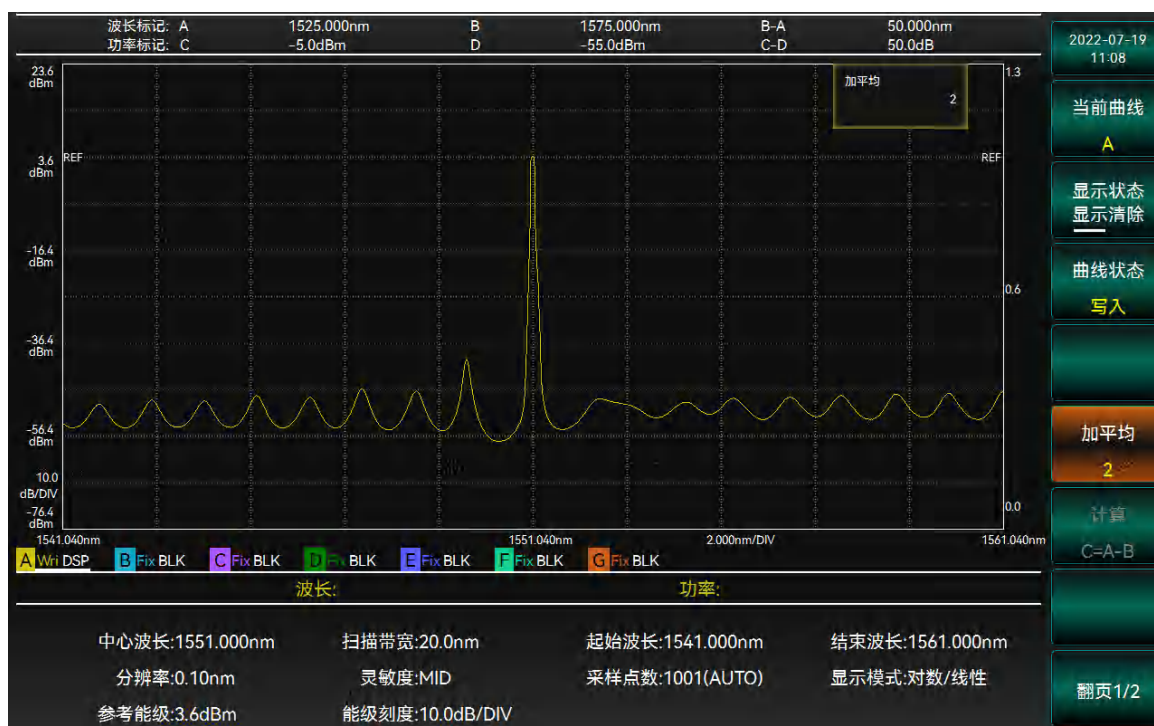 波长标记: A 1525.000nm B 1575.000nm B-A 50.000nm
功率标记: C -5.0dBm D -55.0dBm C-D 50.0dB
2022-07-19
11:08
23.6
dBm
1.3
加平均
2
当前曲线
A
3.6
dBm
REF
REF
显示状态
显示清除
-16.4
dBm
曲线状态
写入
0.6
-36.4
dBm
-56.4
dBm
加平均
2
10.0
dB/DIV
-76.4
dBm
0.0
计算
C=A-B
1541.040nm 1551.040nm 2.000nm/DIV 1561.040nm
A Wri DSP B Fix BLK C Fix BLK D Fix BLK E Fix BLK F Fix BLK G Fix BLK
波长: 功率:
中心波长:1551.000nm 扫描带宽:20.0nm 起始波长:1541.000nm 结束波长:1561.000nm
分辨率:0.10nm 灵敏度:MID 采样点数:1001(AUTO) 显示模式:对数/线性
参考能级:3.6dBm 能级刻度:10.0dB/DIV
翻页1/2